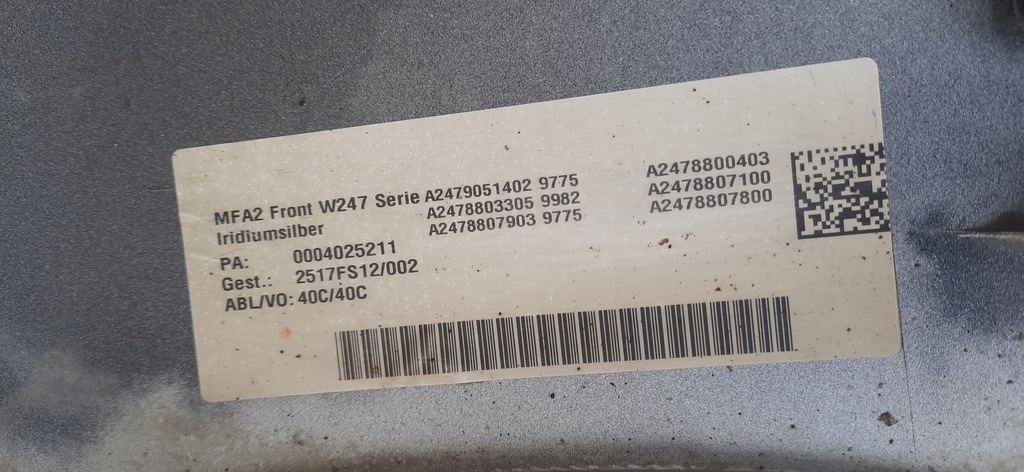 MFA2 Front W247 Serie A2479051402 9775 A2478800403
Iridiumsilber A2478803305 9982 A2478807100
A2478807903 9775 A2478807800
PA: 0004025211
Gest.: 2517FS12/002
ABL/VO: 40C/40C